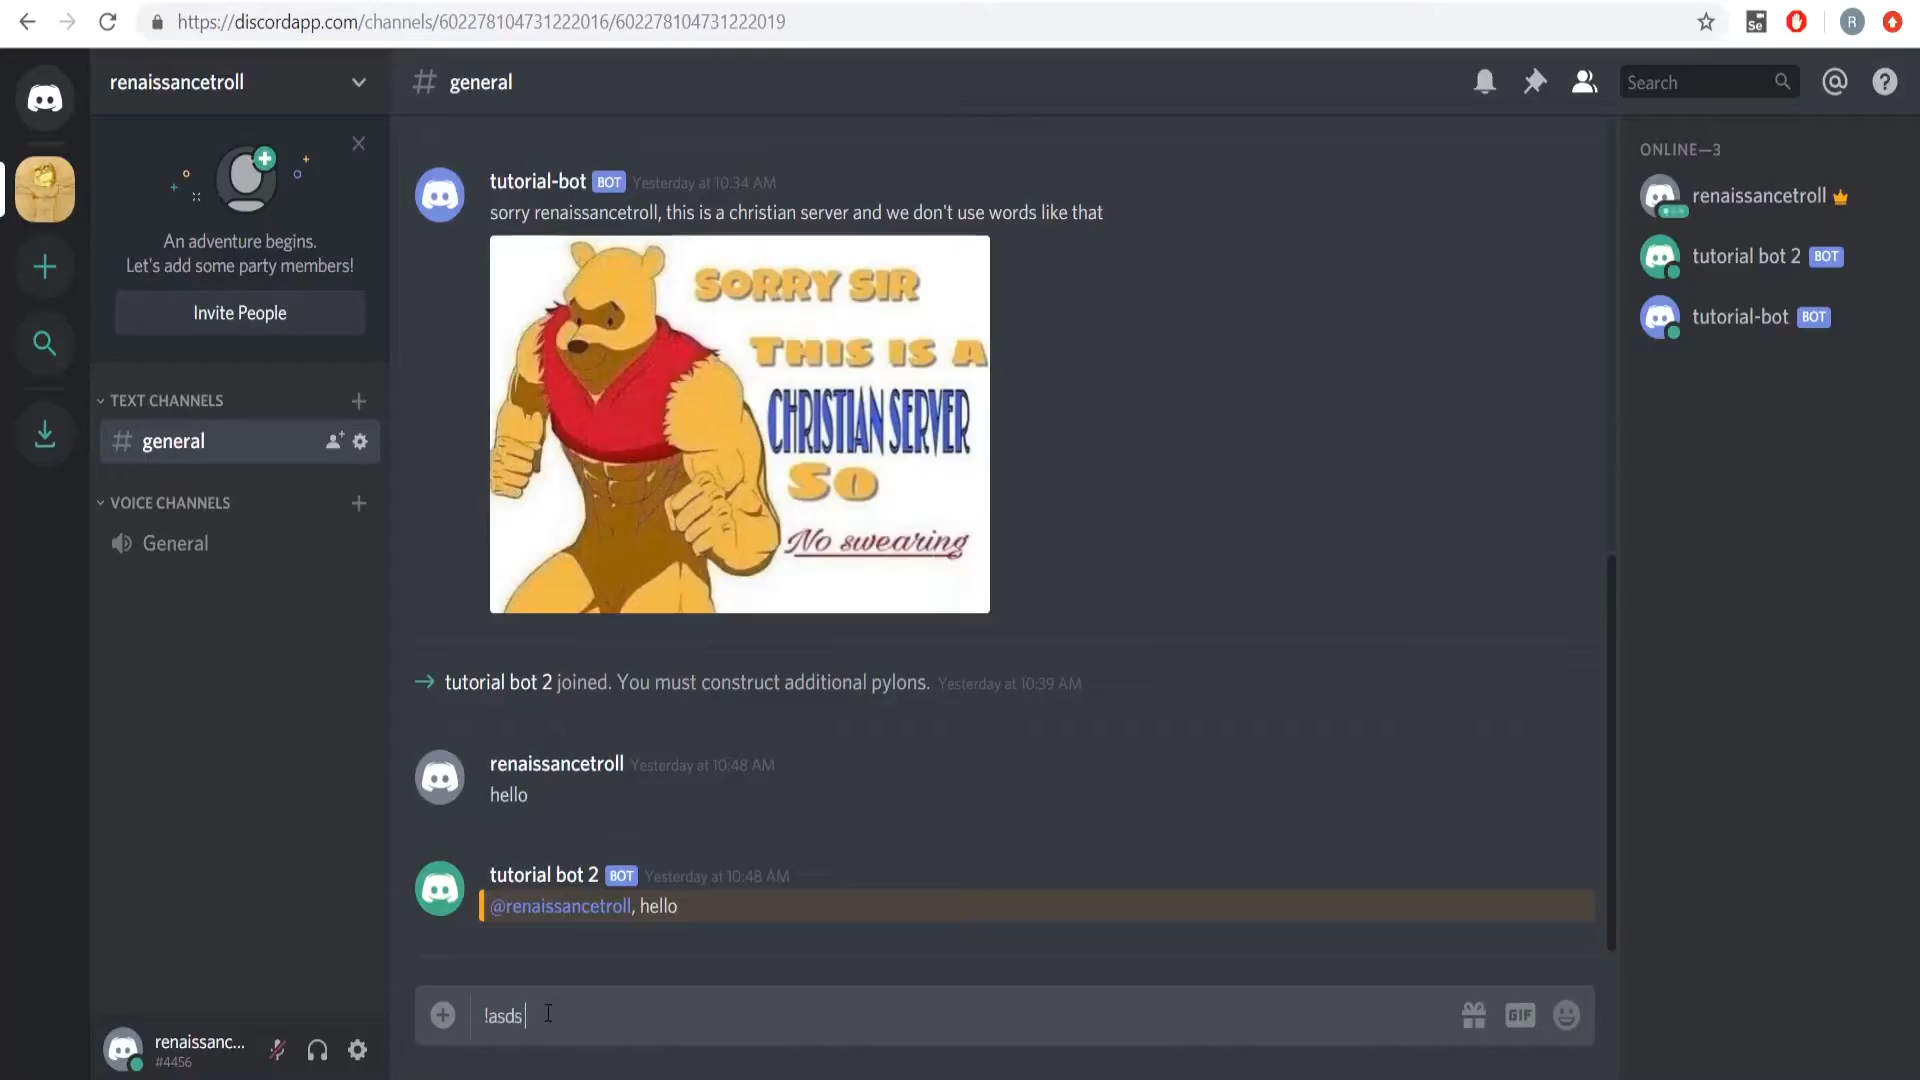 https://discordapp.com/channels/602278104731222016/602278104731222019
Se
R
renaissancetroll
general
Search
An adventure begins.
Let's add some party members!
Invite People
TEXT CHANNELS
general
VOICE CHANNELS
General
renaissanc...
#4456
tutorial-bot BOT Yesterday at 10:34 AM
sorry renaissancetroll, this is a christian server and we don't use words like that
SORRY SIR
THIS IS A
CHRISTIAN SERVER
SO
No swearing
tutorial bot 2 joined. You must construct additional pylons. Yesterday at 10:39 AM
renaissancetroll Yesterday at 10:48 AM
hello
tutorial bot 2 BOT Yesterday at 10:48 AM
@renaissancetroll, hello
!asds
GIF
ONLINE—3
renaissancetroll
tutorial bot 2 BOT
tutorial-bot BOT